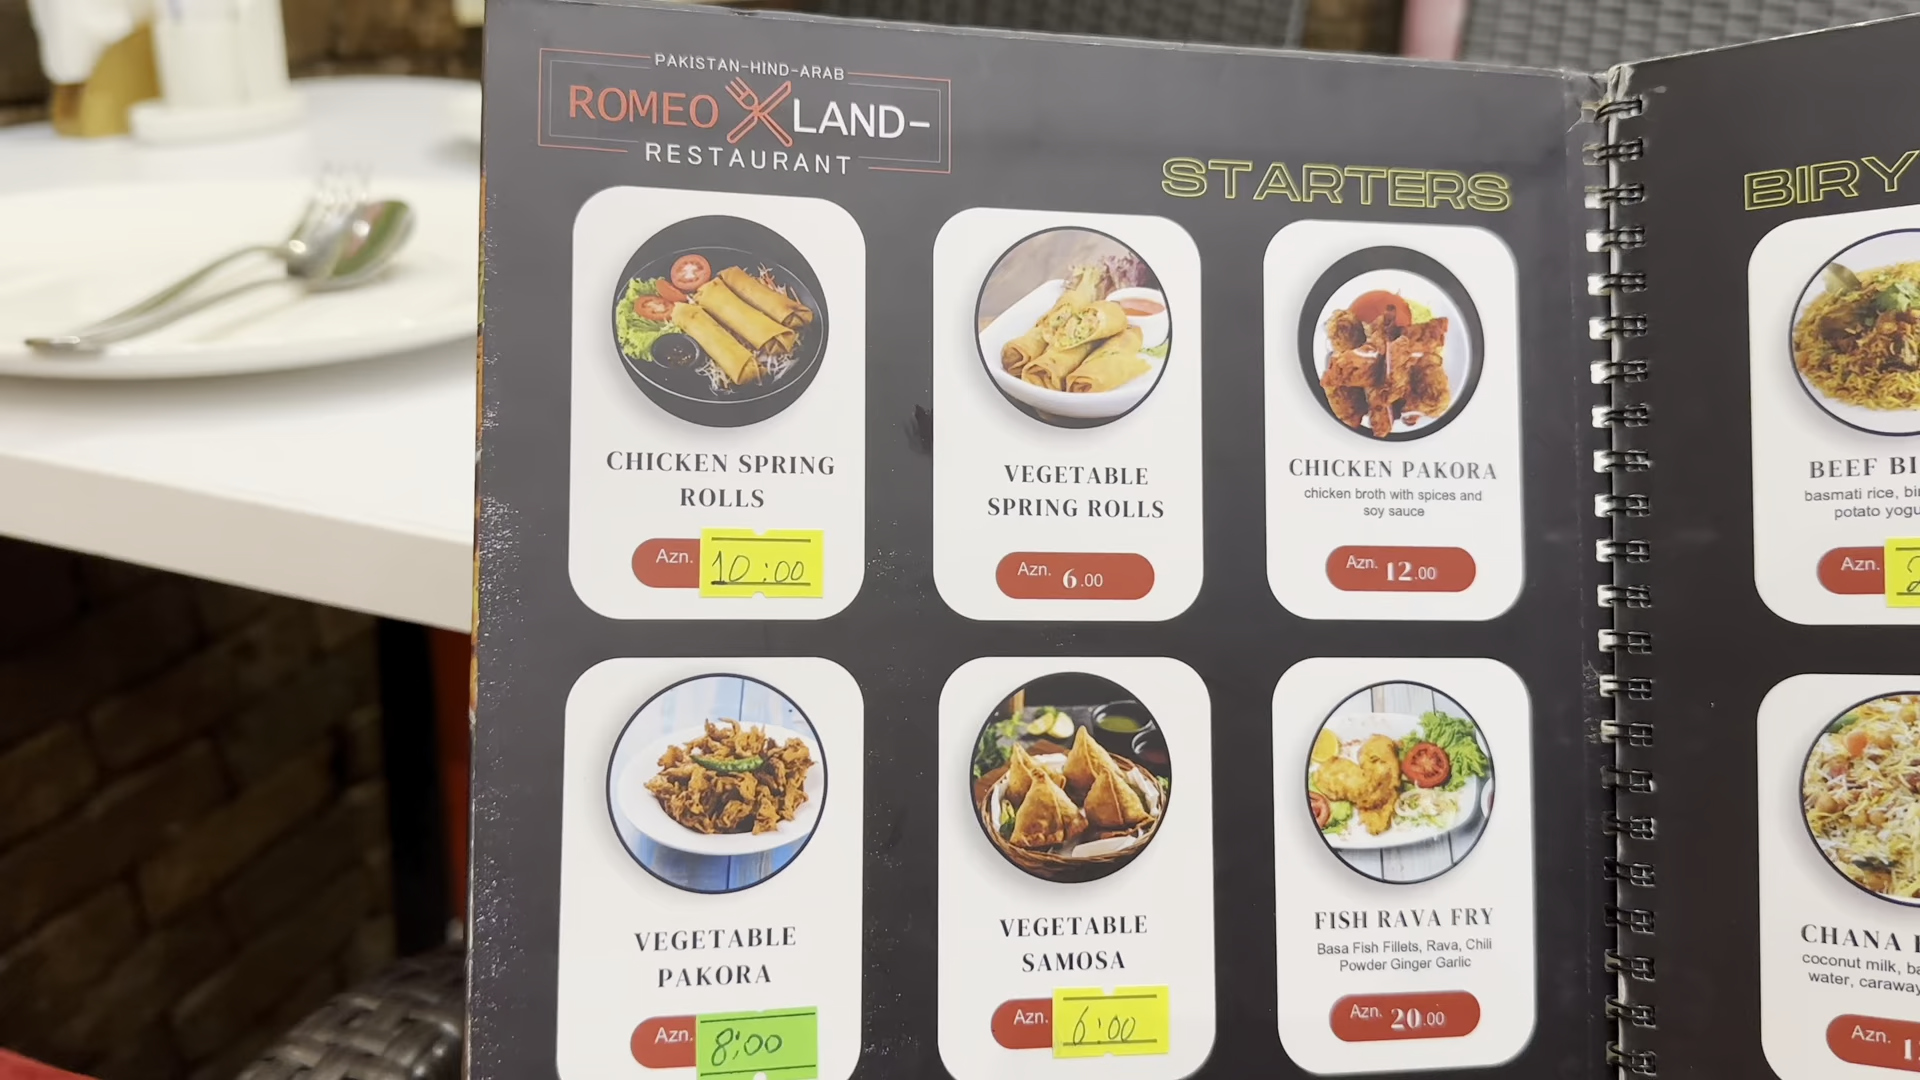 PAKISTAN-HIND-ARAB
ROMEO LAND-
RESTAURANT
STARTERS
CHICKEN SPRING
ROLLS
Azn. 10:00
VEGETABLE
SPRING ROLLS
Azn. 6.00
CHICKEN PAKORA
chicken broth with spices and
soy sauce
Azn. 12.00
VEGETABLE
PAKORA
Azn. 8:00
VEGETABLE
SAMOSA
Azn. 6:00
FISH RAVA FRY
Basa Fish Fillets, Rava, Chili
Powder Ginger Garlic
Azn. 20.00
BIRY
BEEF BI
basmati rice, bi
potato yogu
Azn. 2
CHANA
coconut milk, ba
water, caraway
Azn. 1